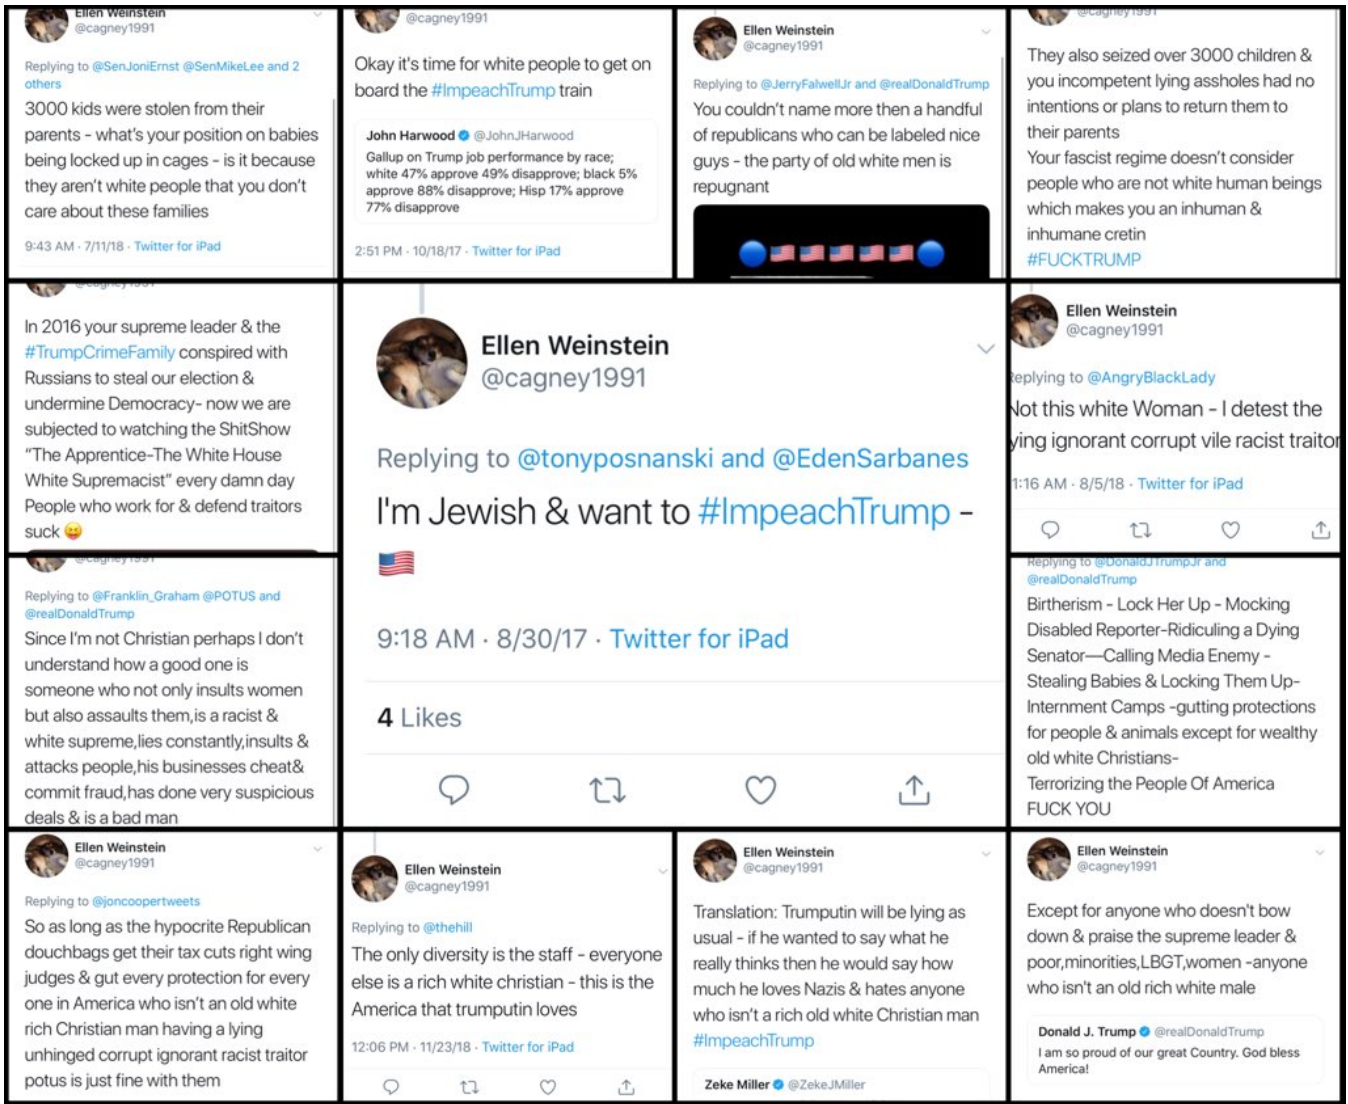 Ellen Weinstein
@cagney1991
Replying to @SenJoniErnst @SenMikeLee and 2
others
3000 kids were stolen from their
parents - what's your position on babies
being locked up in cages - is it because
they aren't white people that you don't
care about these families
9:43 AM · 7/11/18 · Twitter for iPad
@cagney1991
Okay it's time for white people to get on
board the #ImpeachTrump train
John Harwood @JohnJHarwood
Gallup on Trump job performance by race;
white 47% approve 49% disapprove; black 5%
approve 88% disapprove; Hisp 17% approve
77% disapprove
2:51 PM · 10/18/17 · Twitter for iPad
Ellen Weinstein
@cagney1991
Replying to @JerryFalwellJr and @realDonaldTrump
You couldn't name more then a handful
of republicans who can be labeled nice
guys - the party of old white men is
repugnant
@cagney1991
They also seized over 3000 children &
you incompetent lying assholes had no
intentions or plans to return them to
their parents
Your fascist regime doesn't consider
people who are not white human beings
which makes you an inhuman &
inhumane cretin
#FUCKTRUMP
@cagney1991
In 2016 your supreme leader & the
#TrumpCrimeFamily conspired with
Russians to steal our election &
undermine Democracy- now we are
subjected to watching the ShitShow
"The Apprentice-The White House
White Supremacist" every damn day
People who work for & defend traitors
suck 😝
Ellen Weinstein
@cagney1991
Replying to @tonyposnanski and @EdenSarbanes
I'm Jewish & want to #ImpeachTrump -
🇺🇸
9:18 AM · 8/30/17 · Twitter for iPad
4 Likes
Ellen Weinstein
@cagney1991
Replying to @AngryBlackLady
Not this white Woman - I detest the
ying ignorant corrupt vile racist traitor
1:16 AM · 8/5/18 · Twitter for iPad
@cagney1991
Replying to @Franklin_Graham @POTUS and
@realDonaldTrump
Since I'm not Christian perhaps I don't
understand how a good one is
someone who not only insults women
but also assaults them,is a racist &
white supreme,lies constantly,insults &
attacks people,his businesses cheat&
commit fraud,has done very suspicious
deals & is a bad man
Replying to @DonaldJTrumpJr and
@realDonaldTrump
Birtherism - Lock Her Up - Mocking
Disabled Reporter-Ridiculing a Dying
Senator—Calling Media Enemy -
Stealing Babies & Locking Them Up-
Internment Camps -gutting protections
for people & animals except for wealthy
old white Christians-
Terrorizing the People Of America
FUCK YOU
Ellen Weinstein
@cagney1991
Replying to @joncoopertweets
So as long as the hypocrite Republican
douchbags get their tax cuts right wing
judges & gut every protection for every
one in America who isn't an old white
rich Christian man having a lying
unhinged corrupt ignorant racist traitor
potus is just fine with them
Ellen Weinstein
@cagney1991
Replying to @thehill
The only diversity is the staff - everyone
else is a rich white christian - this is the
America that trumputin loves
12:06 PM · 11/23/18 · Twitter for iPad
Ellen Weinstein
@cagney1991
Translation: Trumputin will be lying as
usual - if he wanted to say what he
really thinks then he would say how
much he loves Nazis & hates anyone
who isn't a rich old white Christian man
#ImpeachTrump
Zeke Miller @ZekeJMiller
Ellen Weinstein
@cagney1991
Except for anyone who doesn't bow
down & praise the supreme leader &
poor,minorities,LBGT,women -anyone
who isn't an old rich white male
Donald J. Trump @realDonaldTrump
I am so proud of our great Country. God bless
America!